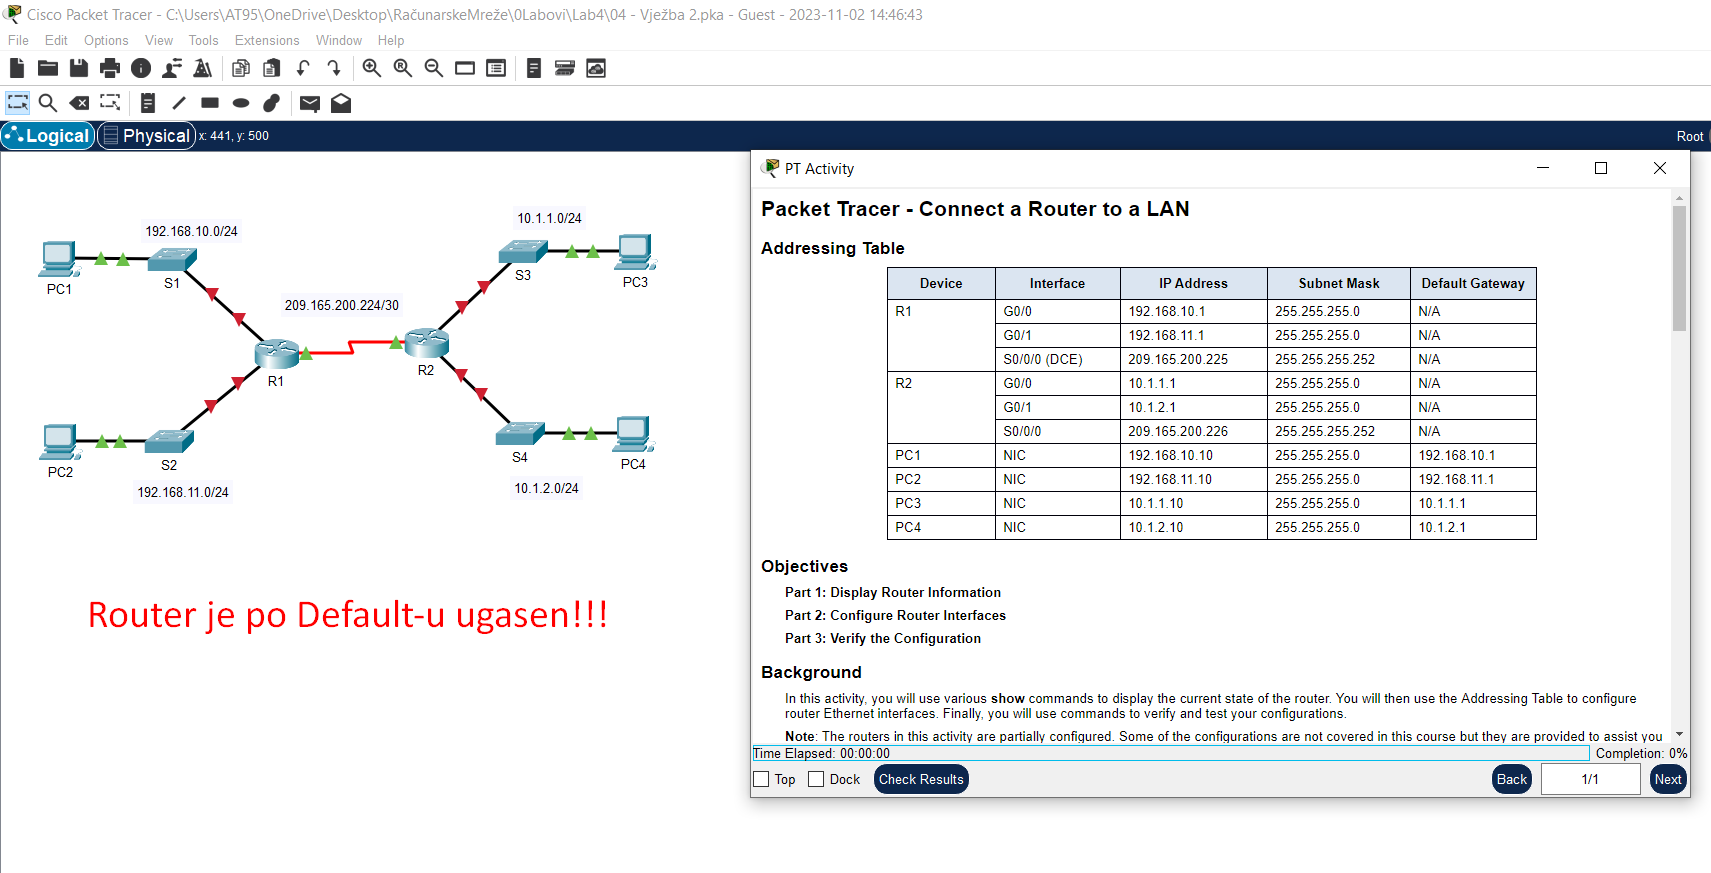 Cisco Packet Tracer - C:\Users\AT95\OneDrive\Desktop\RačunarskeMreže\0Labovi\Lab4\04 - Vježba 2.pka - Guest - 2023-11-02 14:46:43
File Edit Options View Tools Extensions Window Help
Logical Physical x: 441, y: 500 Root
192.168.10.0/24
10.1.1.0/24
PC1
S1
S3
PC3
209.165.200.224/30
R1
R2
PC2
S2
S4
PC4
192.168.11.0/24
10.1.2.0/24
Router je po Default-u ugasen!!!
PT Activity
Packet Tracer - Connect a Router to a LAN
Addressing Table
Device Interface IP Address Subnet Mask Default Gateway
R1 G0/0 192.168.10.1 255.255.255.0 N/A
G0/1 192.168.11.1 255.255.255.0 N/A
S0/0/0 (DCE) 209.165.200.225 255.255.255.252 N/A
R2 G0/0 10.1.1.1 255.255.255.0 N/A
G0/1 10.1.2.1 255.255.255.0 N/A
S0/0/0 209.165.200.226 255.255.255.252 N/A
PC1 NIC 192.168.10.10 255.255.255.0 192.168.10.1
PC2 NIC 192.168.11.10 255.255.255.0 192.168.11.1
PC3 NIC 10.1.1.10 255.255.255.0 10.1.1.1
PC4 NIC 10.1.2.10 255.255.255.0 10.1.2.1
Objectives
Part 1: Display Router Information
Part 2: Configure Router Interfaces
Part 3: Verify the Configuration
Background
In this activity, you will use various show commands to display the current state of the router. You will then use the Addressing Table to configure
router Ethernet interfaces. Finally, you will use commands to verify and test your configurations.
Note: The routers in this activity are partially configured. Some of the configurations are not covered in this course but they are provided to assist you
Time Elapsed: 00:00:00 Completion: 0%
Top Dock Check Results Back 1/1 Next